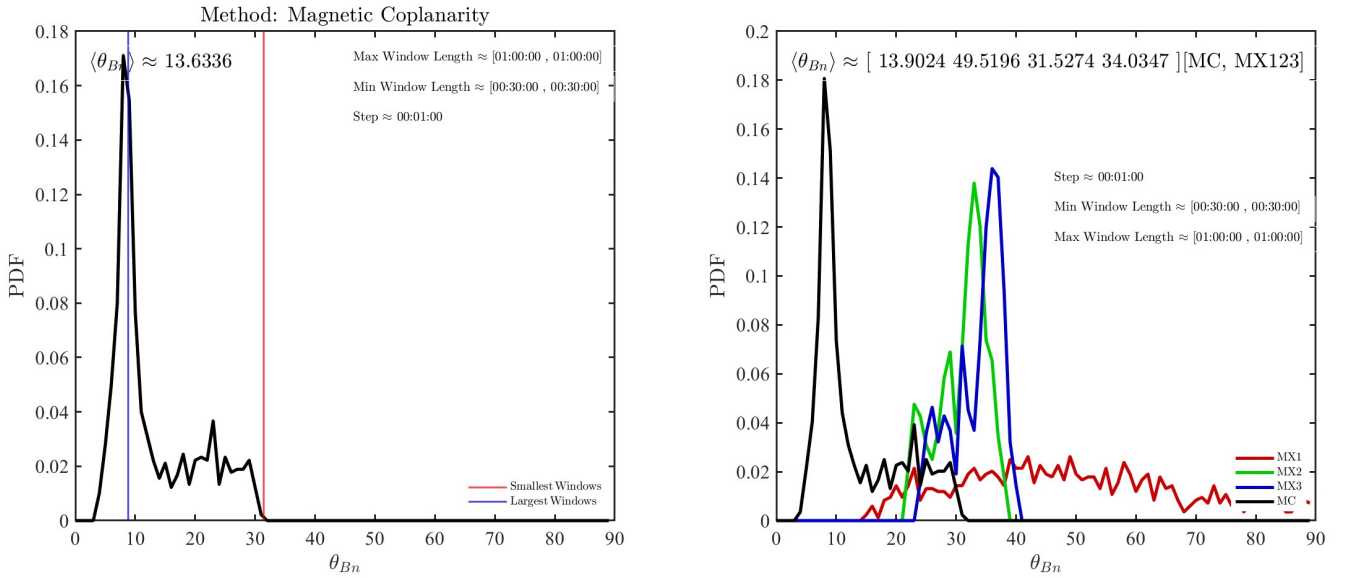 Method: Magnetic Coplanarity
0.18
0.16
0.14
0.12
0.1
0.08
0.06
0.04
0.02
0
PDF
⟨θ_Bn⟩ ≈ 13.6336
Max Window Length ≈ [01:00:00 , 01:00:00]
Min Window Length ≈ [00:30:00 , 00:30:00]
Step ≈ 00:01:00
Smallest Windows
Largest Windows
0 10 20 30 40 50 60 70 80 90
θ_Bn
0.2
0.18
0.16
0.14
0.12
0.1
0.08
0.06
0.04
0.02
0
PDF
⟨θ_Bn⟩ ≈ [ 13.9024 49.5196 31.5274 34.0347 ][MC, MX123]
Step ≈ 00:01:00
Min Window Length ≈ [00:30:00 , 00:30:00]
Max Window Length ≈ [01:00:00 , 01:00:00]
MX1
MX2
MX3
MC
0 10 20 30 40 50 60 70 80 90
θ_Bn